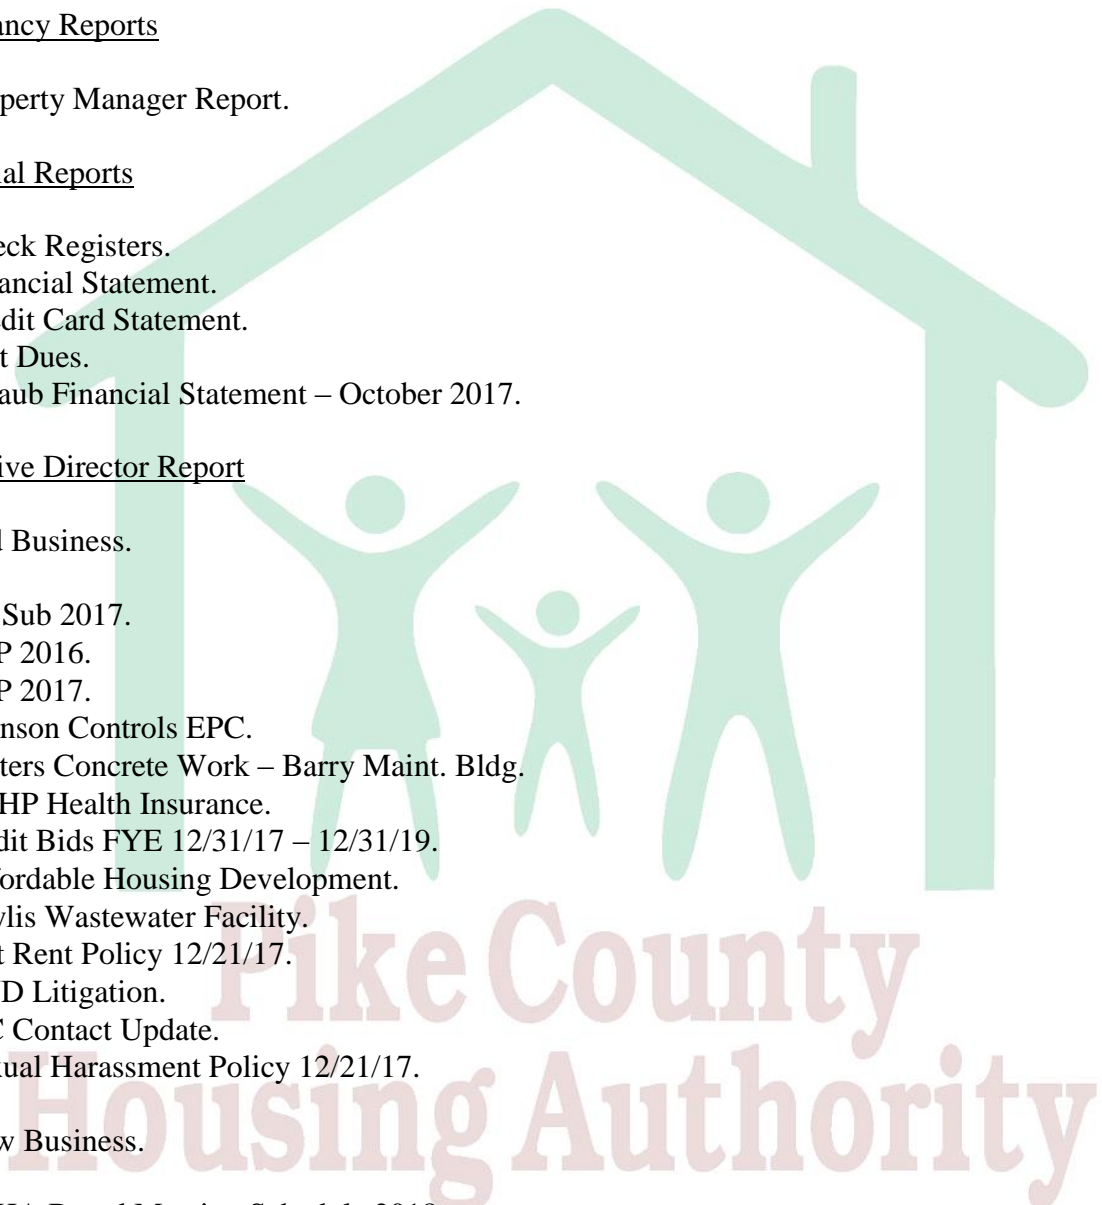 ancy Reports
perty Manager Report.
ial Reports
eck Registers.
ancial Statement.
dit Card Statement.
t Dues.
aub Financial Statement – October 2017.
ive Director Report
d Business.
Sub 2017.
P 2016.
P 2017.
nson Controls EPC.
ters Concrete Work – Barry Maint. Bldg.
HP Health Insurance.
dit Bids FYE 12/31/17 – 12/31/19.
fordable Housing Development.
ylis Wastewater Facility.
t Rent Policy 12/21/17.
D Litigation.
C Contact Update.
xual Harassment Policy 12/21/17.
w Business.
Pike County
Housing Authority